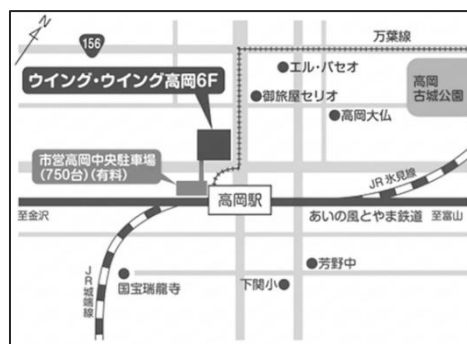 N
156
万葉線
ウイング・ウイング高岡6F
エル・パセオ
御旅屋セリオ
高岡
古城公園
高岡大仏
市営高岡中央駐車場
(750台)(有料)
JR氷見線
高岡駅
至金沢
あいの風とやま鉄道
至富山
JR城端線
国宝瑞龍寺
芳野中
下関小